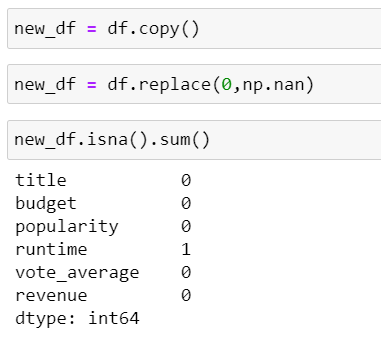 new_df = df.copy()
new_df = df.replace(0,np.nan)
new_df.isna().sum()
title 0
budget 0
popularity 0
runtime 1
vote_average 0
revenue 0
dtype: int64